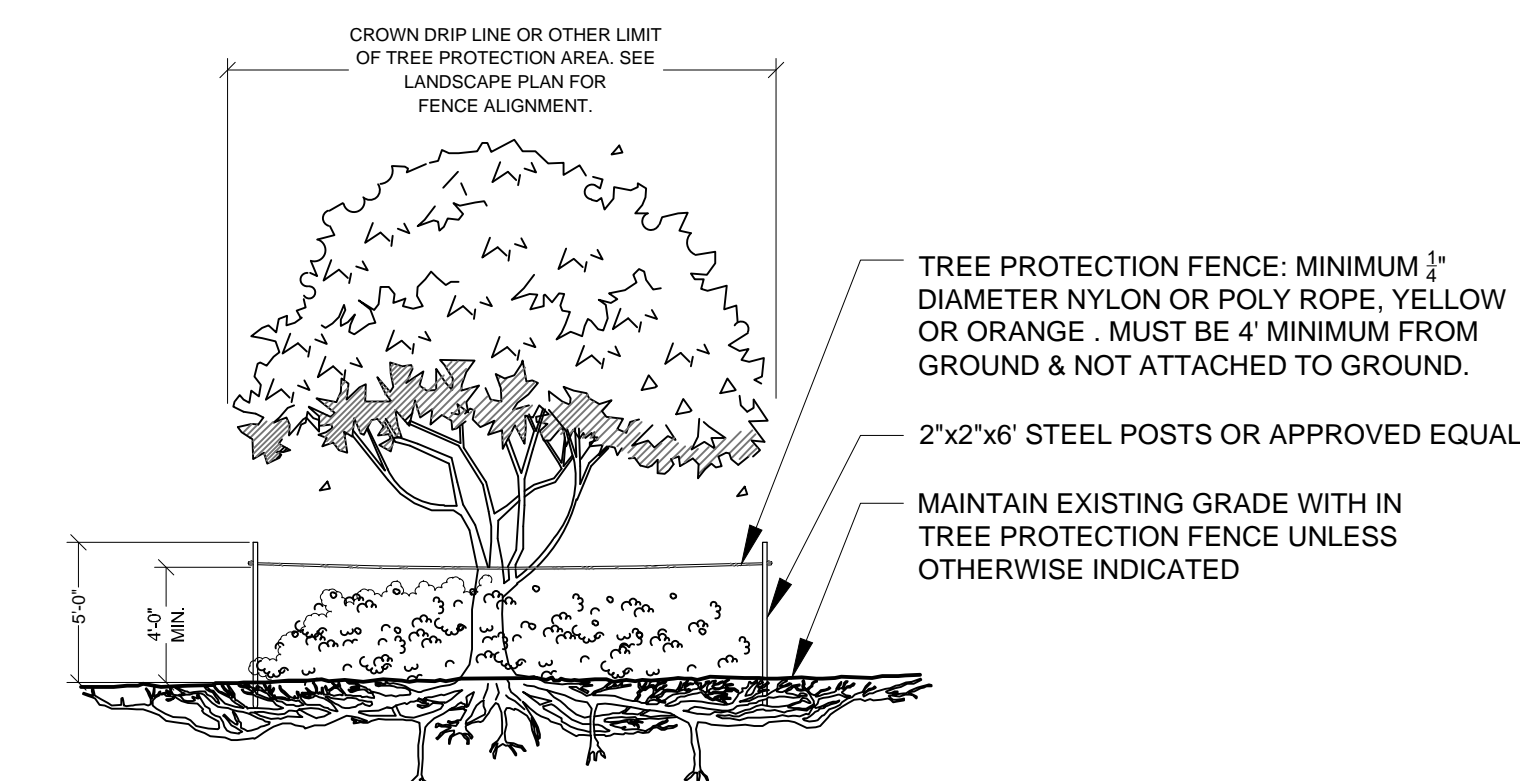 CROWN DRIP LINE OR OTHER LIMIT
OF TREE PROTECTION AREA. SEE
LANDSCAPE PLAN FOR
FENCE ALIGNMENT.
TREE PROTECTION FENCE: MINIMUM 1/4"
DIAMETER NYLON OR POLY ROPE, YELLOW
OR ORANGE . MUST BE 4' MINIMUM FROM
GROUND & NOT ATTACHED TO GROUND.
2"x2"x6' STEEL POSTS OR APPROVED EQUAL
MAINTAIN EXISTING GRADE WITH IN
TREE PROTECTION FENCE UNLESS
OTHERWISE INDICATED
5'-0"
4'-0"
MIN.